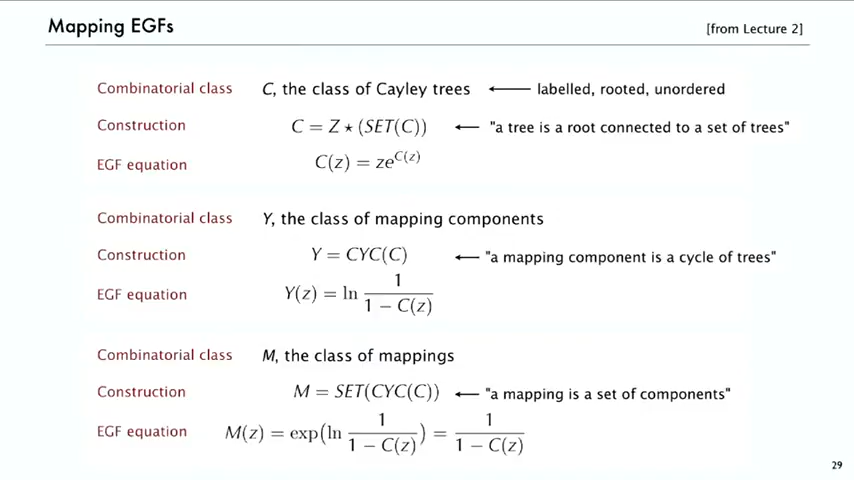 Mapping EGFs [from Lecture 2]
Combinatorial class C, the class of Cayley trees ← labelled, rooted, unordered
Construction C = Z ⋆ (SET(C)) ← "a tree is a root connected to a set of trees"
EGF equation C(z) = ze^{C(z)}
Combinatorial class Y, the class of mapping components
Construction Y = CYC(C) ← "a mapping component is a cycle of trees"
EGF equation Y(z) = ln \frac{1}{1 − C(z)}
Combinatorial class M, the class of mappings
Construction M = SET(CYC(C)) ← "a mapping is a set of components"
EGF equation M(z) = exp(ln \frac{1}{1 − C(z)}) = \frac{1}{1 − C(z)}
29